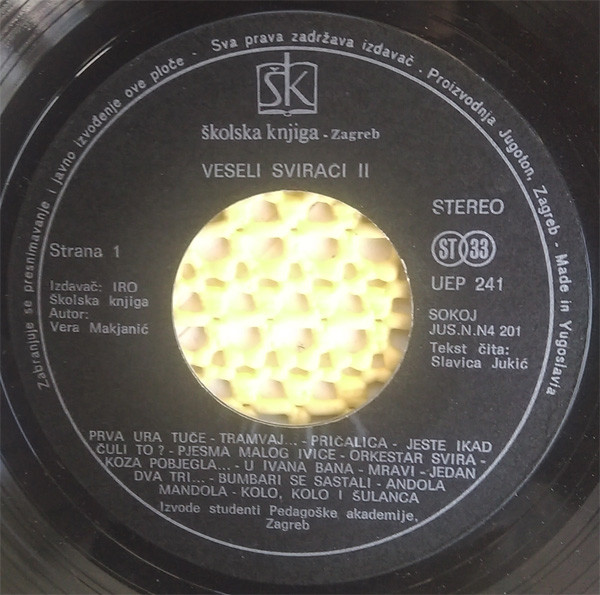 Zabranjuje se presnimavanje i javno izvođenje ove ploče - Sva prava zadržava izdavač - Proizvodnja Jugoton, Zagreb - Made in Yugoslavia
ŠK
školska knjiga - Zagreb
VESELI SVIRACI II
STEREO
Strana 1
ST 33
Izdavač: IRO
Školska knjiga
Autor:
Vera Makjanić
UEP 241
SOKOJ
JUS.N.N4 201
Tekst čita:
Slavica Jukić
PRVA URA TUČE - TRAMVAJ... - PRIČALICA - JESTE IKAD
ČULI TO? - PJESMA MALOG IVICE - ORKESTAR SVIRA -
KOZA POBJEGLA... - U IVANA BANA - MRAVI - JEDAN
DVA TRI... - BUMBARI SE SASTALI - ANDOLA
MANDOLA - KOLO, KOLO I ŠULANCA
Izvode studenti Pedagoške akademije,
Zagreb